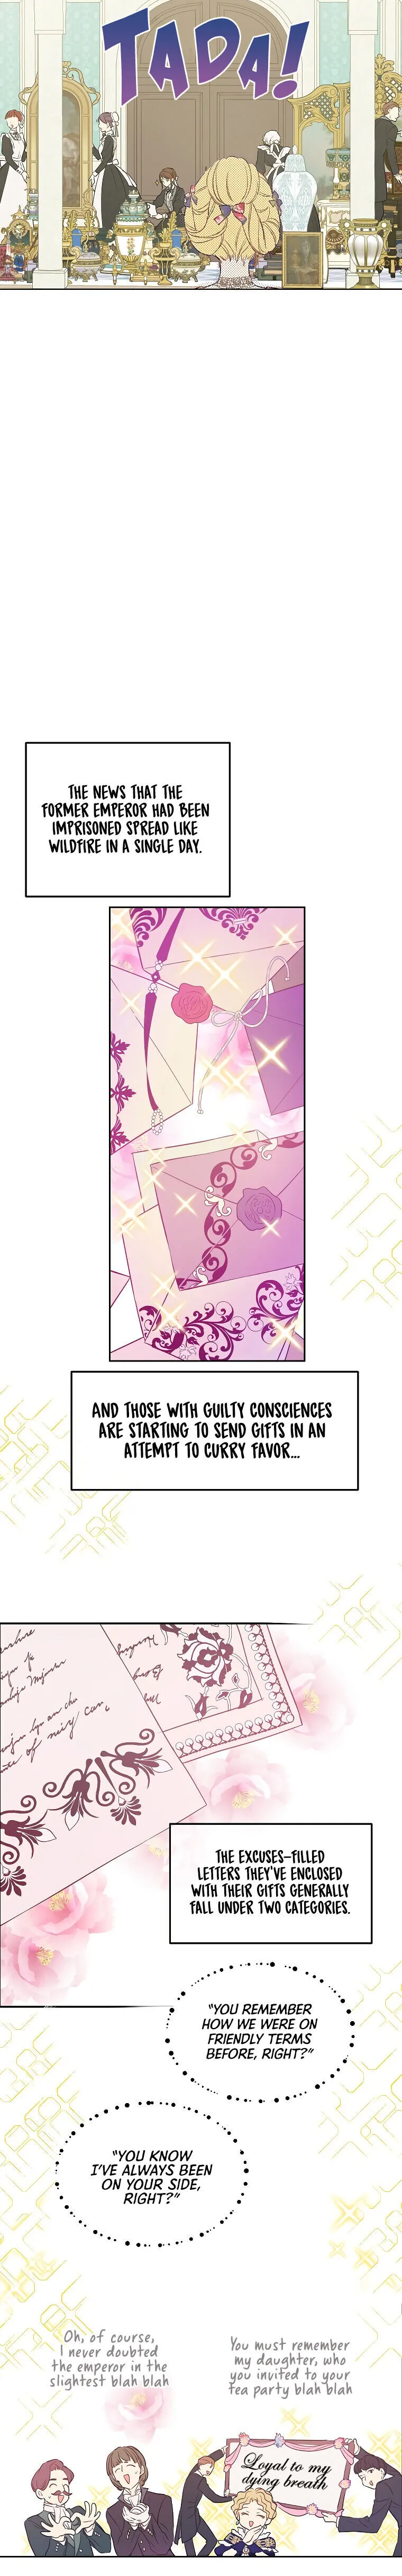 TADA!
THE NEWS THAT THE
FORMER EMPEROR HAD BEEN
IMPRISONED SPREAD LIKE
WILDFIRE IN A SINGLE DAY.
AND THOSE WITH GUILTY CONSCIENCES
ARE STARTING TO SEND GIFTS IN AN
ATTEMPT TO CURRY FAVOR...
THE EXCUSES-FILLED
LETTERS THEY'VE ENCLOSED
WITH THEIR GIFTS GENERALLY
FALL UNDER TWO CATEGORIES.
"YOU REMEMBER
HOW WE WERE ON
FRIENDLY TERMS
BEFORE, RIGHT?"
"YOU KNOW
I'VE ALWAYS BEEN
ON YOUR SIDE,
RIGHT?"
Oh, of course,
I never doubted
the emperor in the
slightest blah blah
You must remember
my daughter, who
you invited to your
tea party blah blah
Loyal to my
dying breath